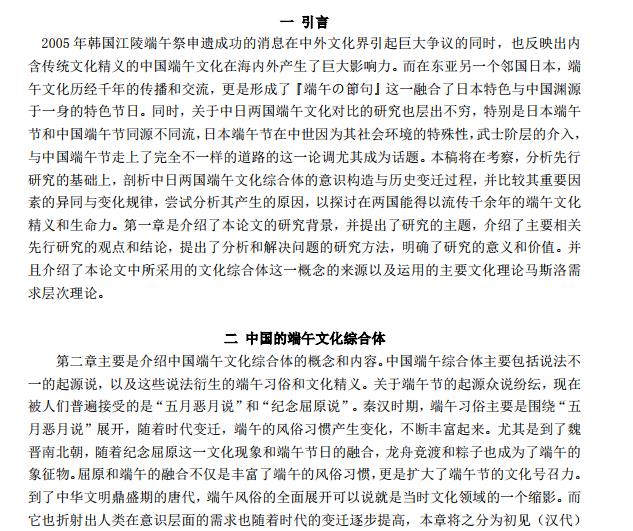 一 引言
2005年韩国江陵端午祭申遗成功的消息在中外文化界引起巨大争议的同时，也反映出内
含传统文化精义的中国端午文化在海内外产生了巨大影响力。而在东亚另一个邻国日本，端
午文化历经千年的传播和交流，更是形成了『端午の節句』这一融合了日本特色与中国渊源
于一身的特色节日。同时，关于中日两国端午文化对比的研究也层出不穷，特别是日本端午
节和中国端午节同源不同流，日本端午节在中世因为其社会环境的特殊性，武士阶层的介入，
与中国端午节走上了完全不一样的道路的这一论调尤其成为话题。本稿将在考察，分析先行
研究的基础上，剖析中日两国端午文化综合体的意识构造与历史变迁过程，并比较其重要因
素的异同与变化规律，尝试分析其产生的原因，以探讨在两国能得以流传千余年的端午文化
精义和生命力。第一章是介绍了本论文的研究背景，并提出了研究的主题，介绍了主要相关
先行研究的观点和结论，提出了分析和解决问题的研究方法，明确了研究的意义和价值。并
且介绍了本论文中所采用的文化综合体这一概念的来源以及运用的主要文化理论马斯洛需
求层次理论。
二 中国的端午文化综合体
第二章主要是介绍中国端午文化综合体的概念和内容。中国端午综合体主要包括说法不
一的起源说，以及这些说法衍生的端午习俗和文化精义。关于端午节的起源众说纷纭，现在
被人们普遍接受的是“五月恶月说”和“纪念屈原说”。秦汉时期，端午习俗主要是围绕“五
月恶月说”展开，随着时代变迁，端午的风俗习惯产生变化，不断丰富起来。尤其是到了魏
晋南北朝，随着纪念屈原这一文化现象和端午节日的融合，龙舟竞渡和粽子也成为了端午的
象征物。屈原和端午的融合不仅是丰富了端午的风俗习惯，更是扩大了端午节的文化号召力。
到了中华文明鼎盛期的唐代，端午风俗的全面展开可以说就是当时文化领域的一个缩影。而
它也折射出人类在意识层面的需求也随着时代的变迁逐步提高，本章将之分为初见（汉代）